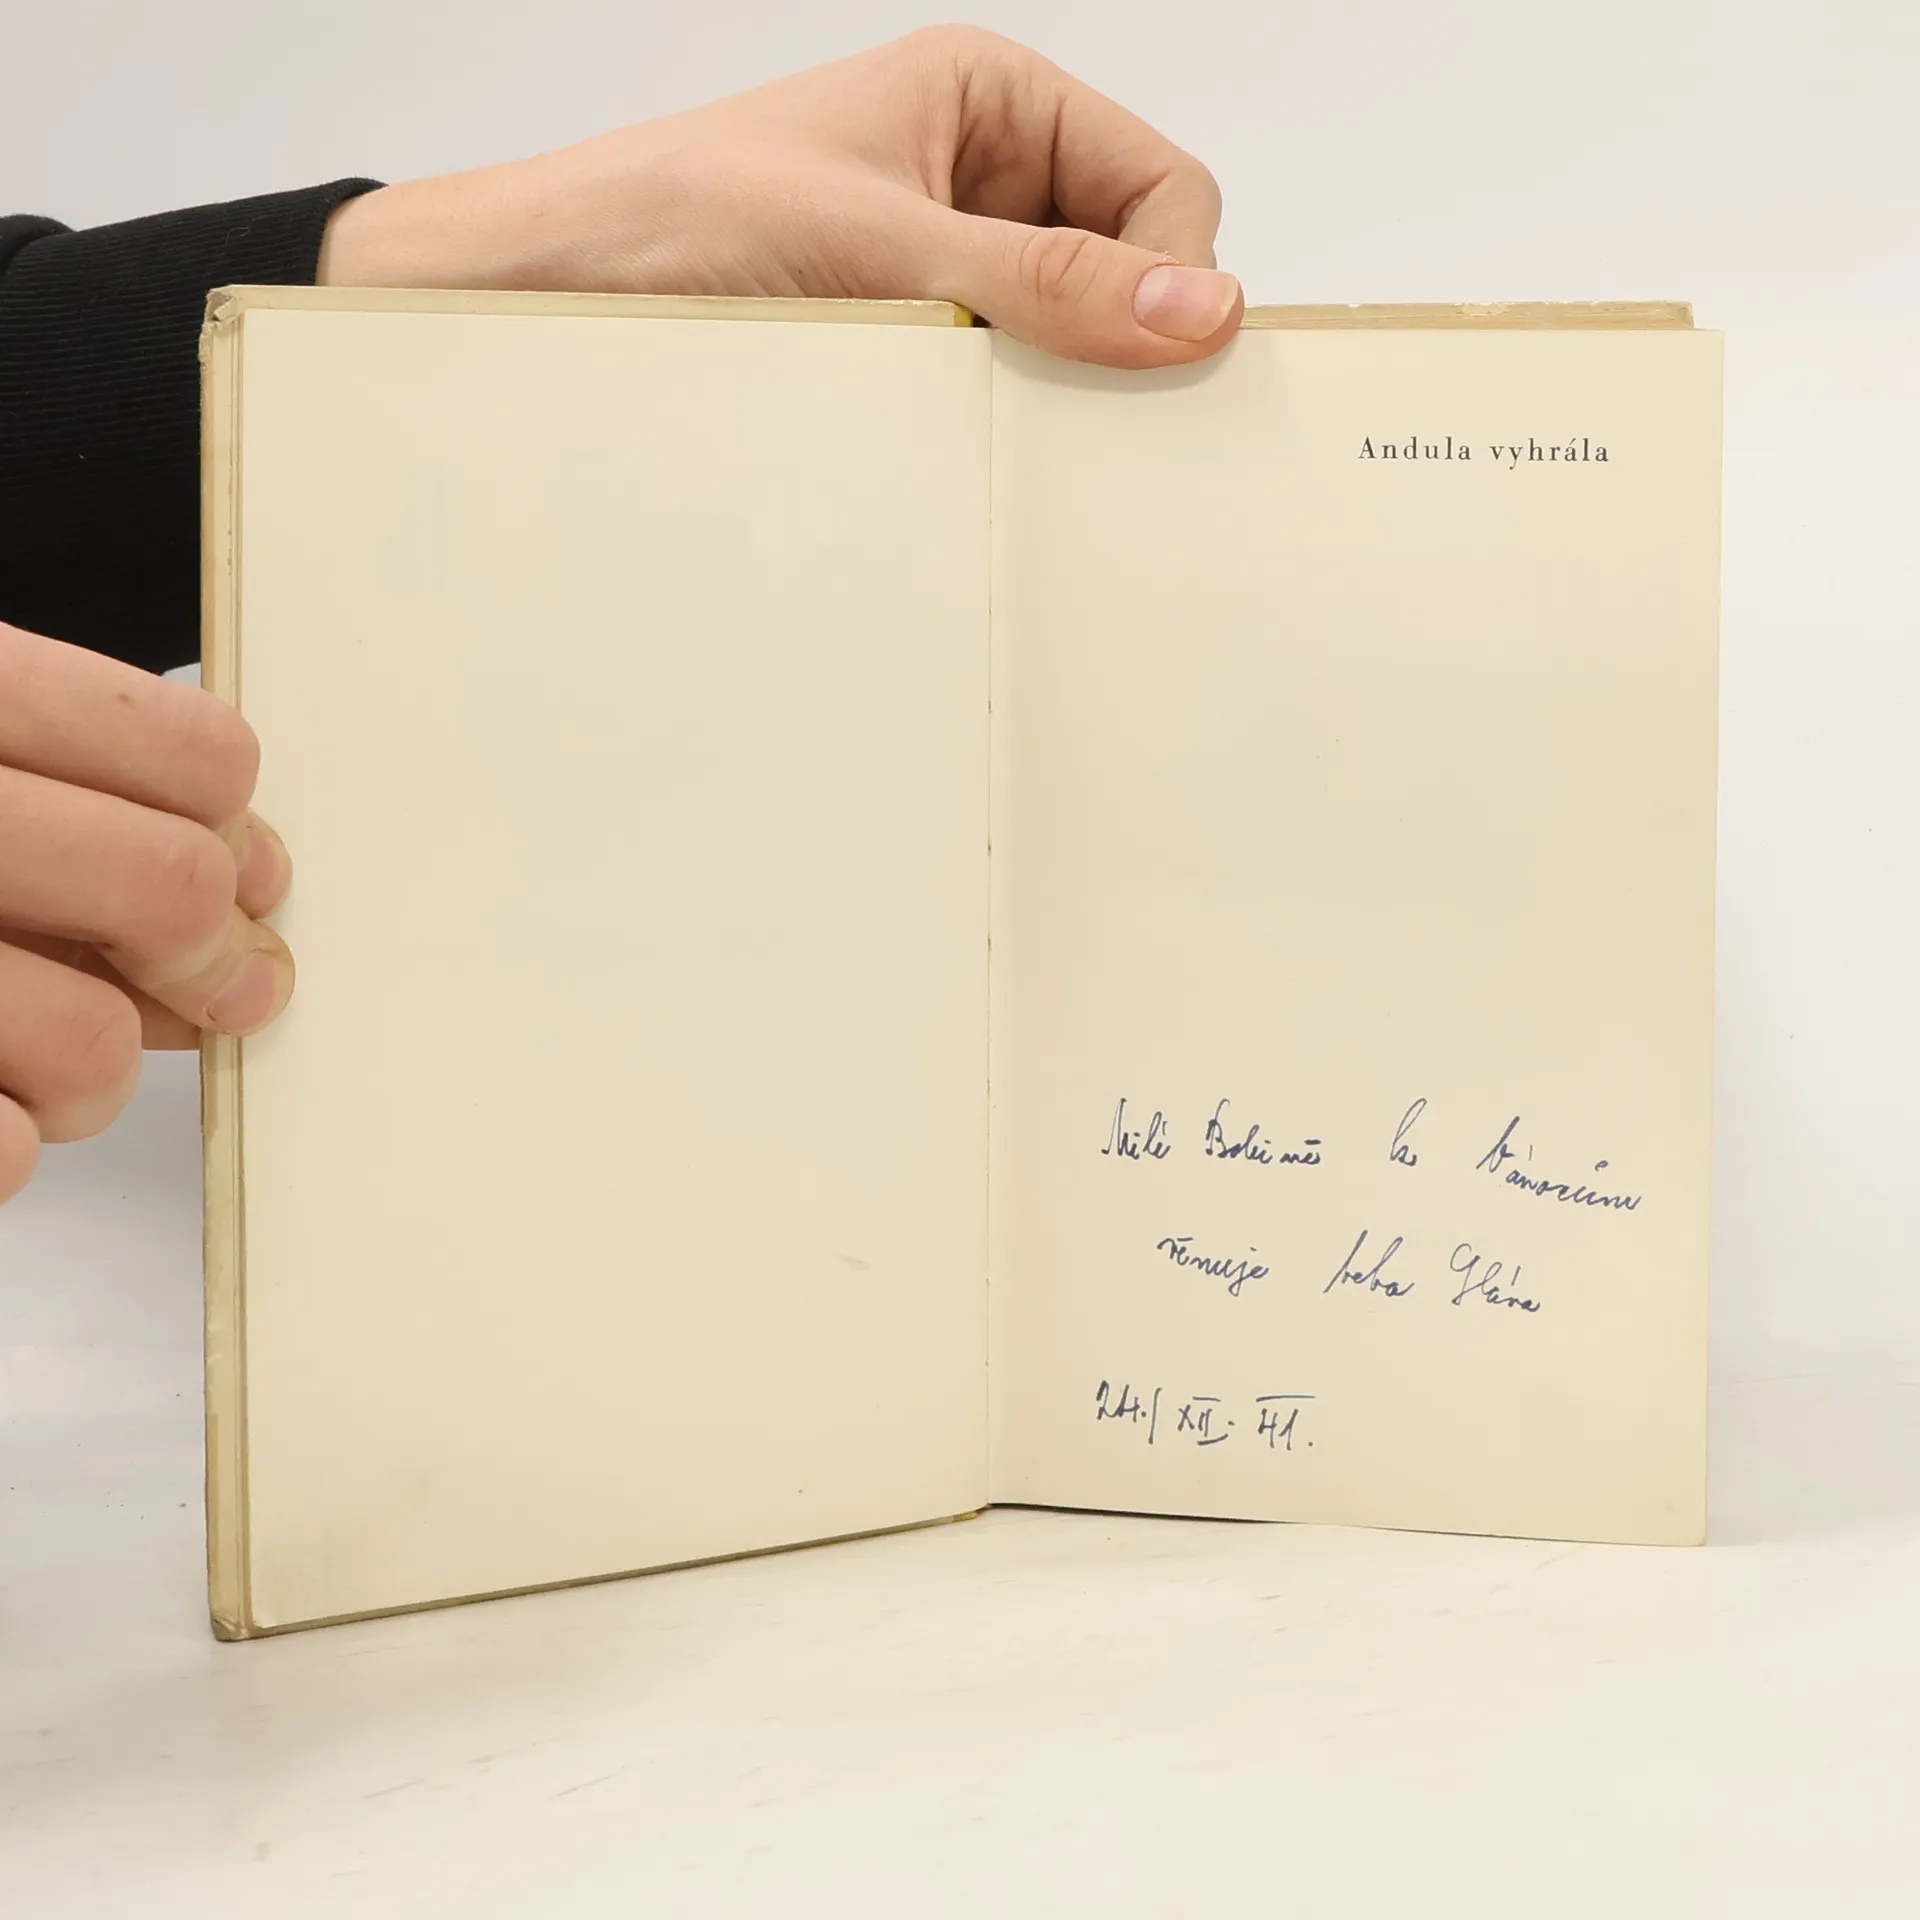 Andula vyhrála
Milé Boženě k vánocům
věnuje teta Sláva
24./XII. 41.